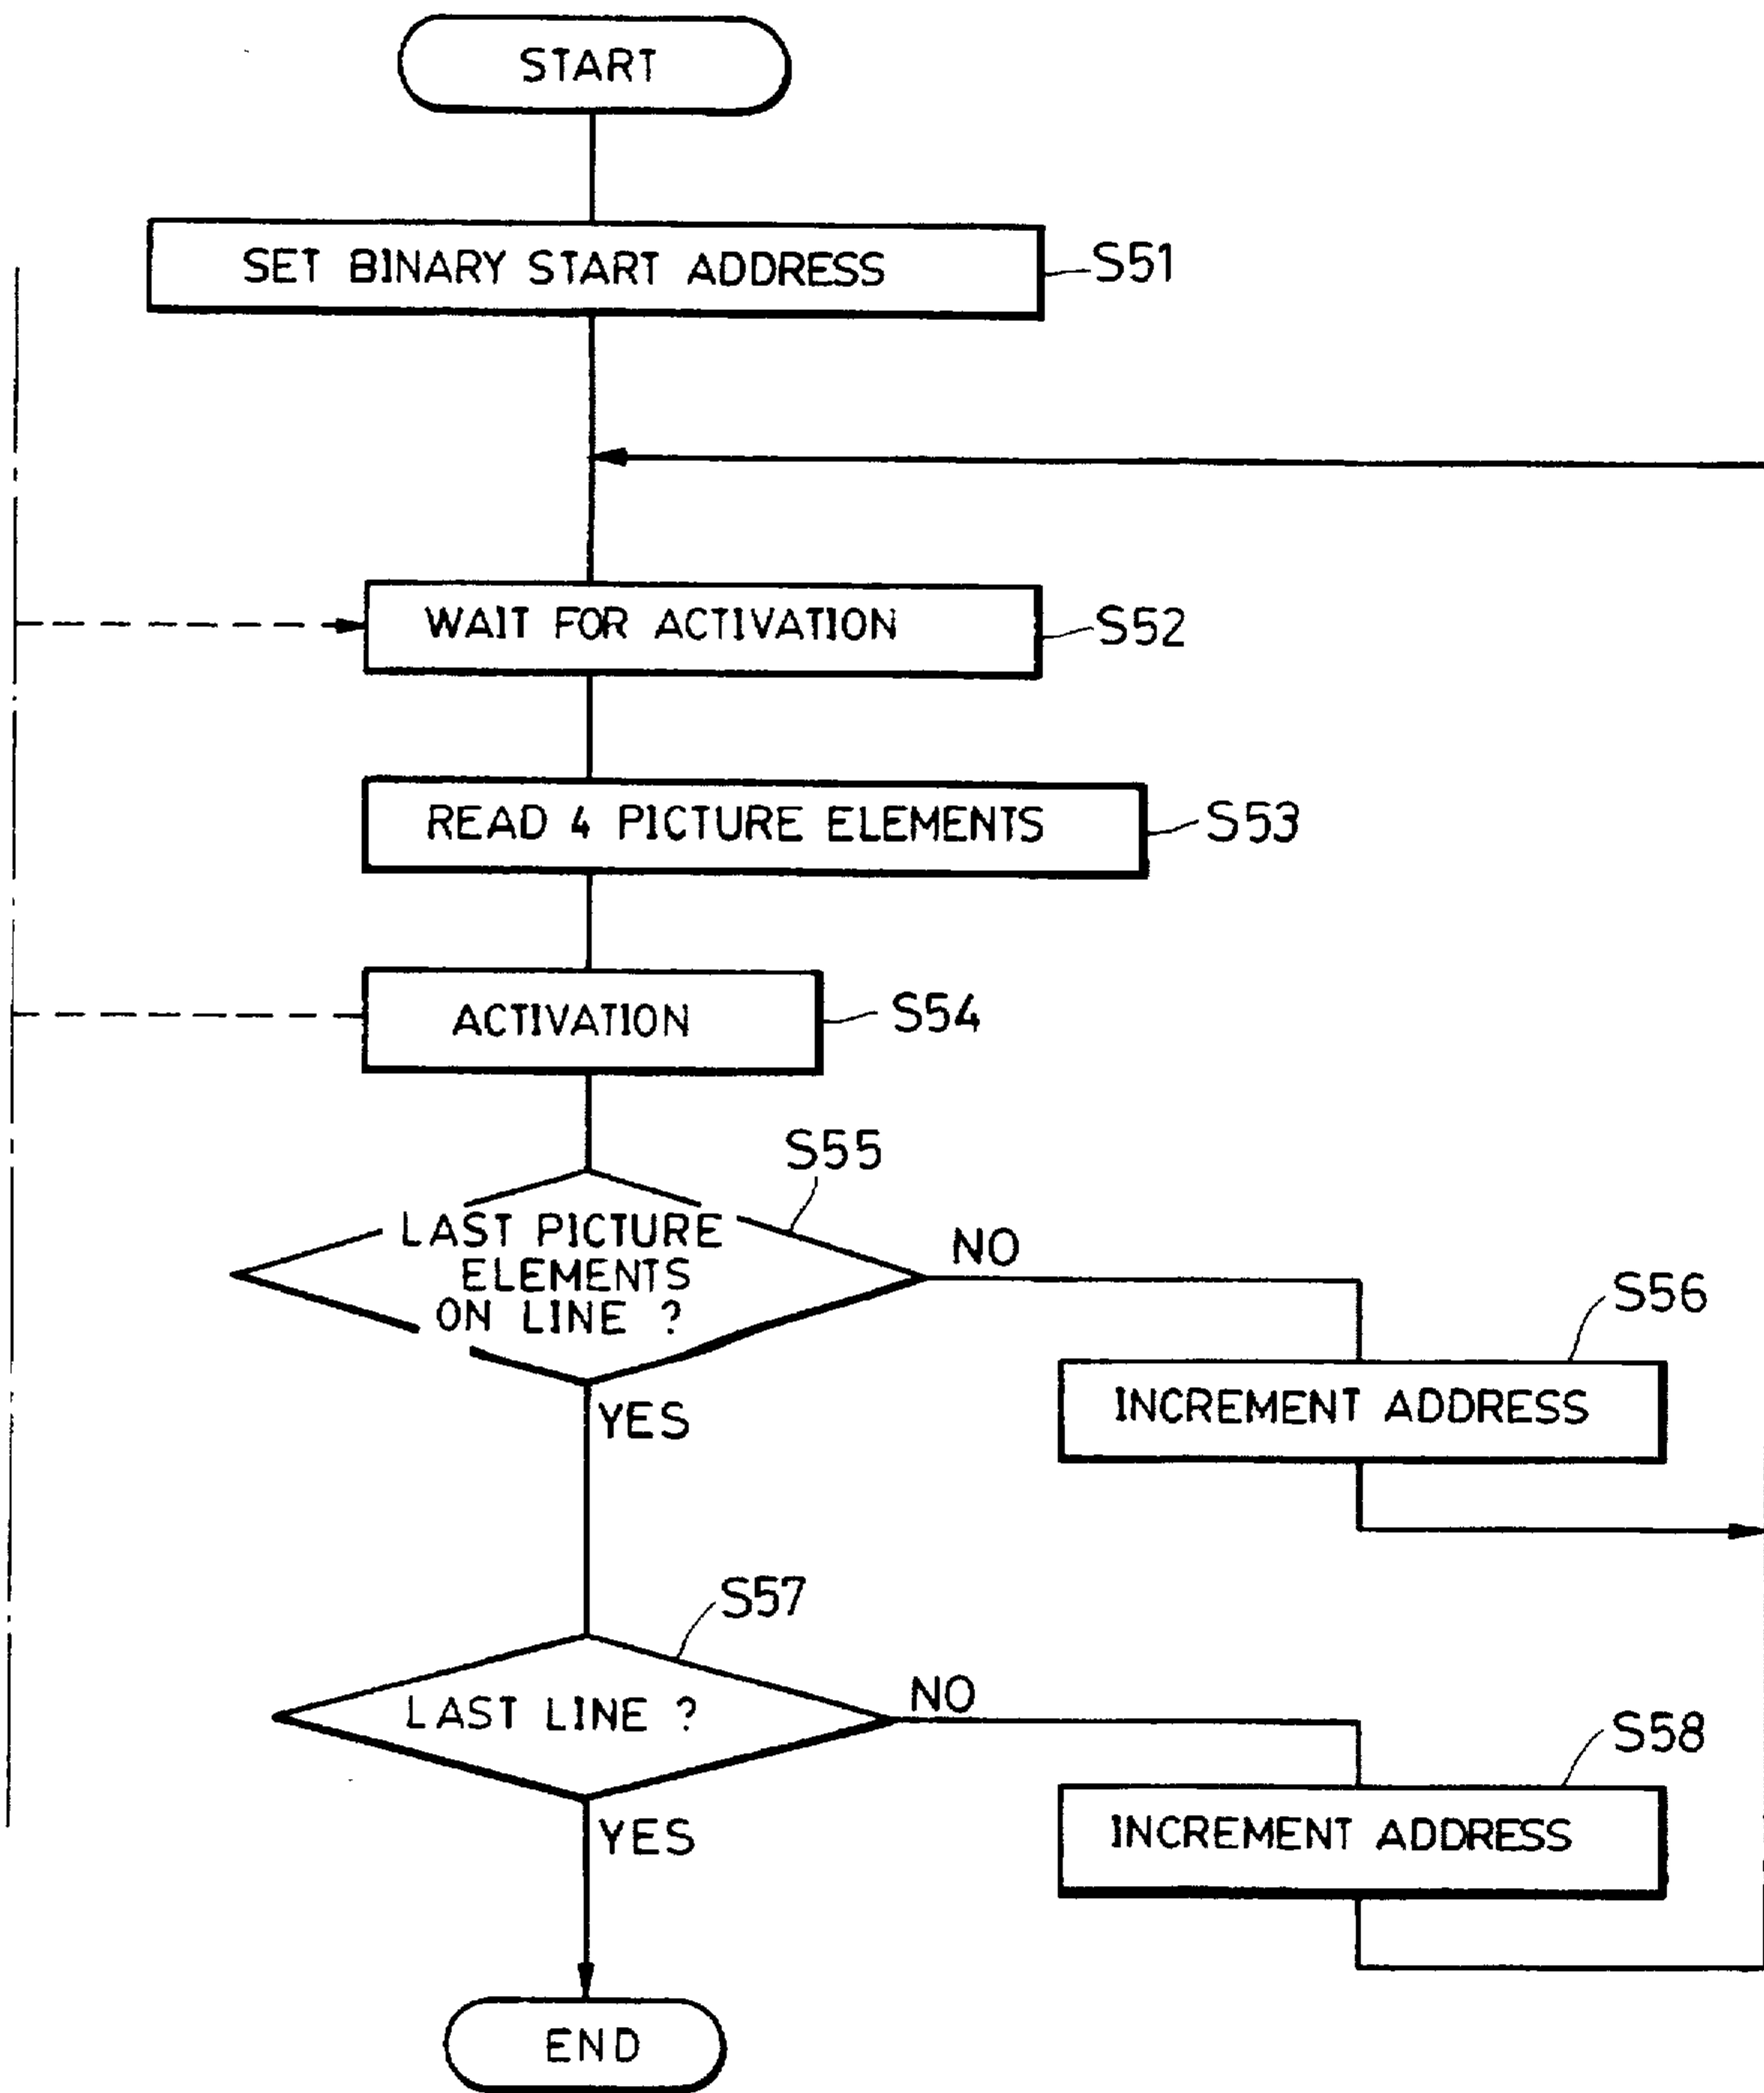 START
SET BINARY START ADDRESS
S51
WAIT FOR ACTIVATION
S52
READ 4 PICTURE ELEMENTS
S53
ACTIVATION
S54
S55
LAST PICTURE
ELEMENTS
ON LINE ?
NO
YES
S56
INCREMENT ADDRESS
S57
LAST LINE ?
NO
YES
S58
INCREMENT ADDRESS
END